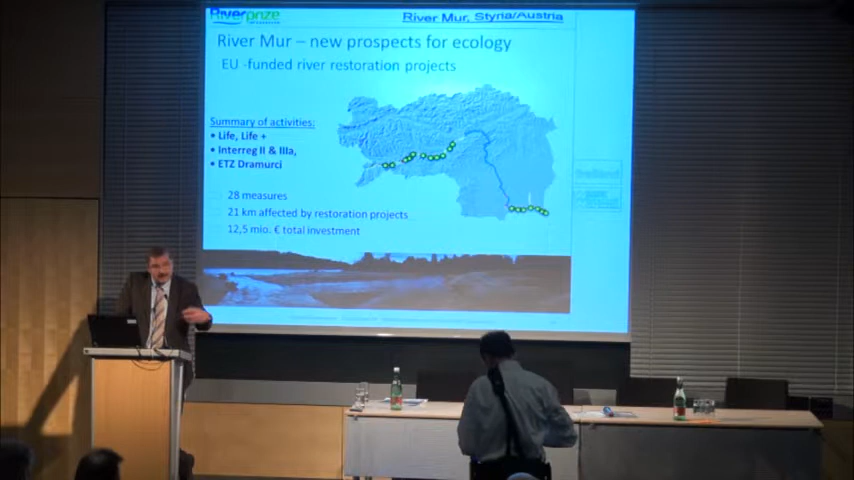 Riverprize
River Mur, Styria/Austria
River Mur – new prospects for ecology
EU -funded river restoration projects
Summary of activities:
• Life, Life +
• Interreg II & IIIa,
• ETZ Dramurci
28 measures
21 km affected by restoration projects
12,5 mio. € total investment